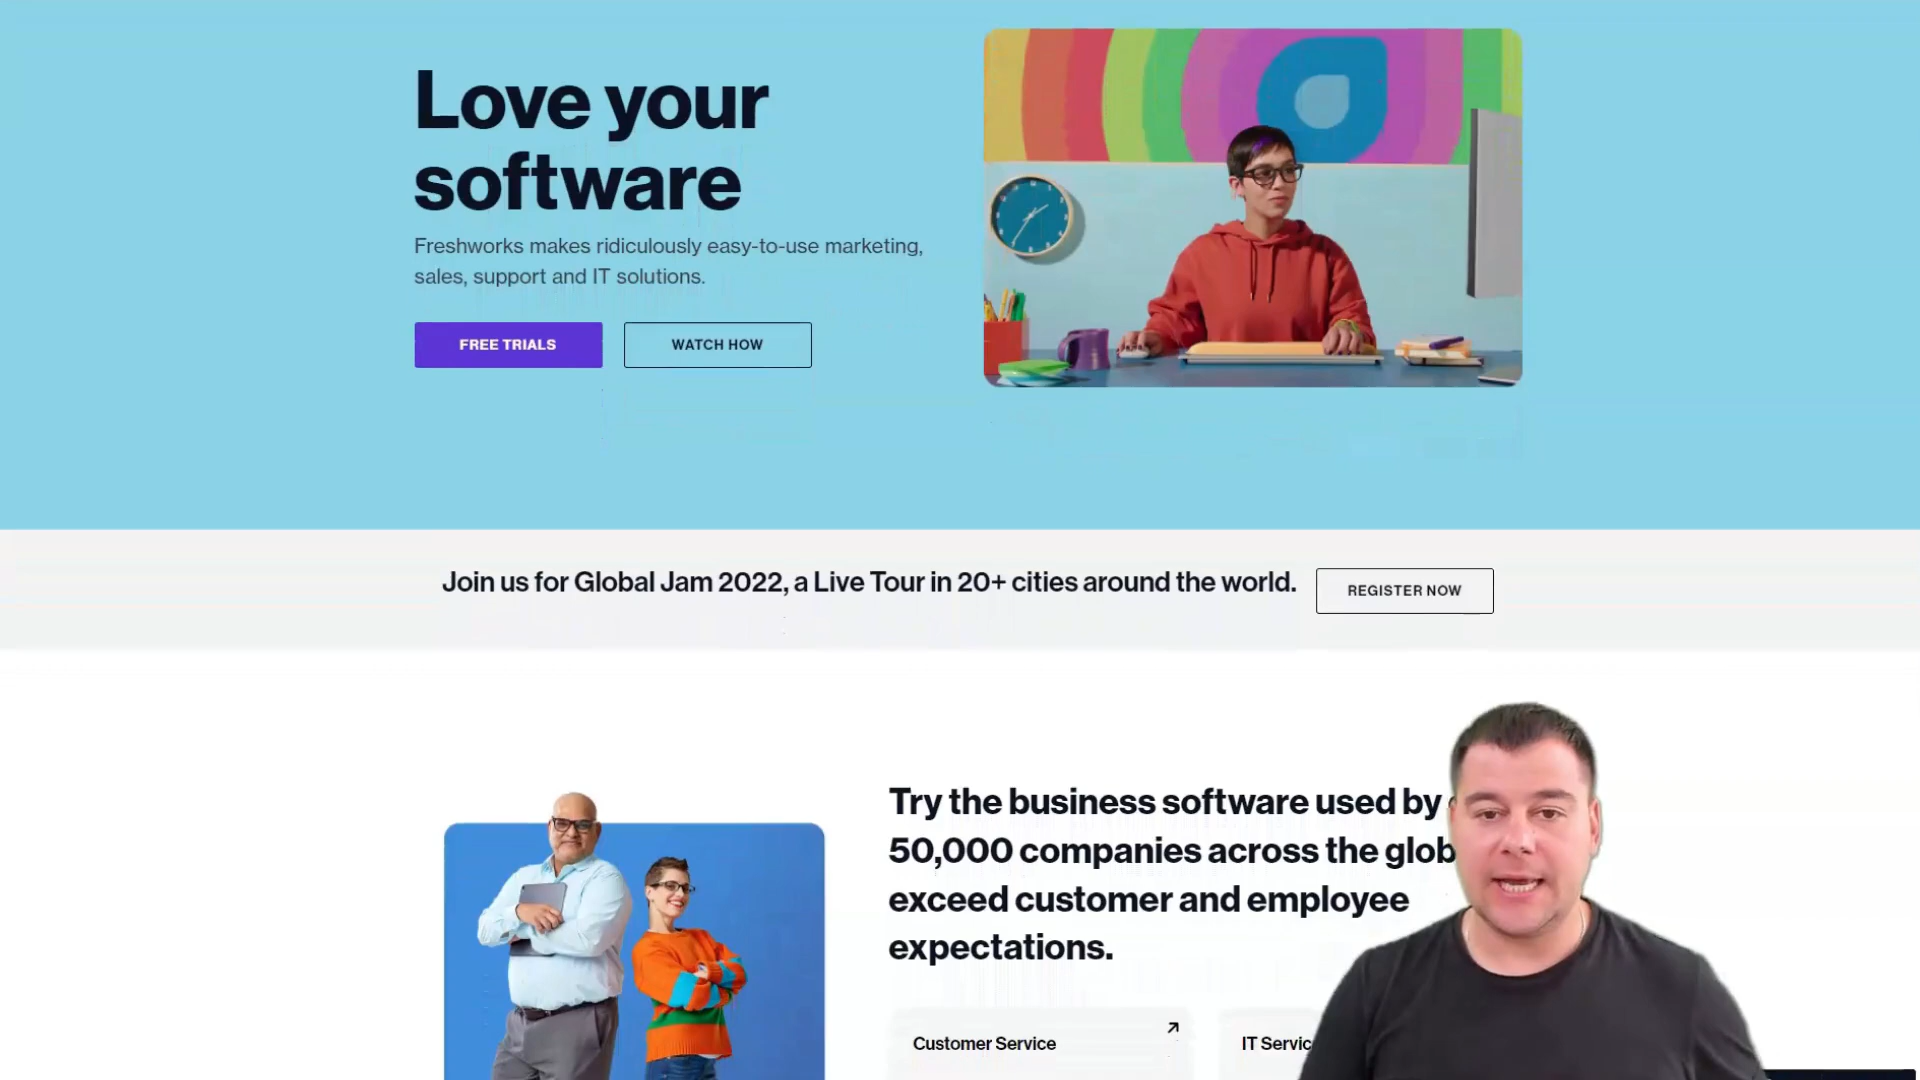 Love your
software
Freshworks makes ridiculously easy-to-use marketing,
sales, support and IT solutions.
FREE TRIALS
WATCH HOW
Join us for Global Jam 2022, a Live Tour in 20+ cities around the world.
REGISTER NOW
Try the business software used by
50,000 companies across the glob
exceed customer and employee
expectations.
Customer Service
IT Servic